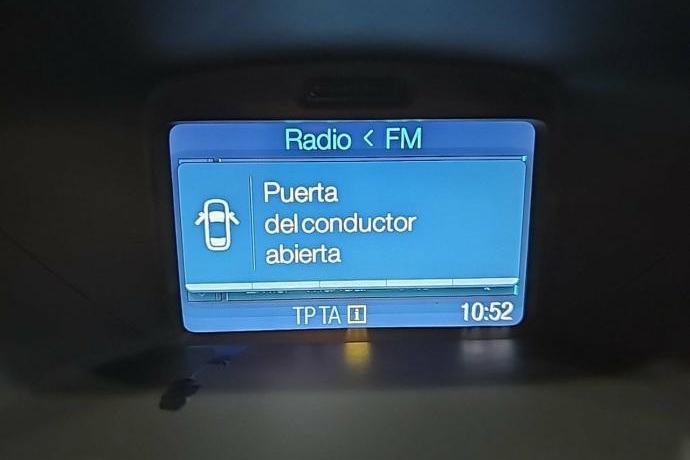 Radio < FM
Puerta
del conductor
abierta
TP TA i 10:52